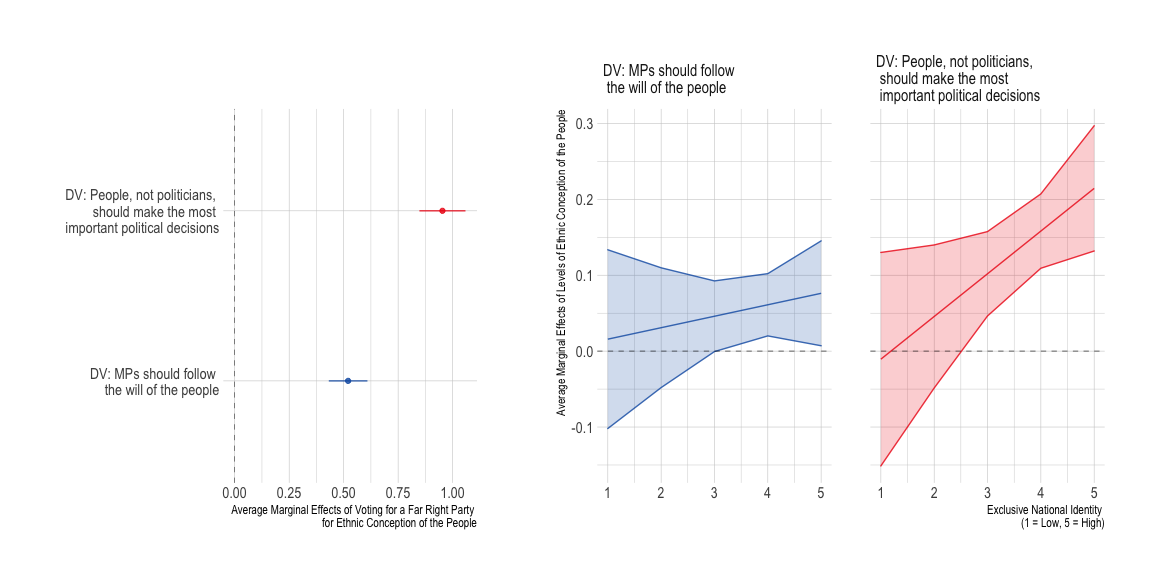 DV: People, not politicians,
should make the most
important political decisions
DV: MPs should follow
the will of the people
0.00 0.25 0.50 0.75 1.00
Average Marginal Effects of Voting for a Far Right Party
for Ethnic Conception of the People
DV: MPs should follow
the will of the people
Average Marginal Effects of Levels of Ethnic Conception of the People
0.3
0.2
0.1
0.0
-0.1
1 2 3 4 5
DV: People, not politicians,
should make the most
important political decisions
1 2 3 4 5
Exclusive National Identity
(1 = Low, 5 = High)